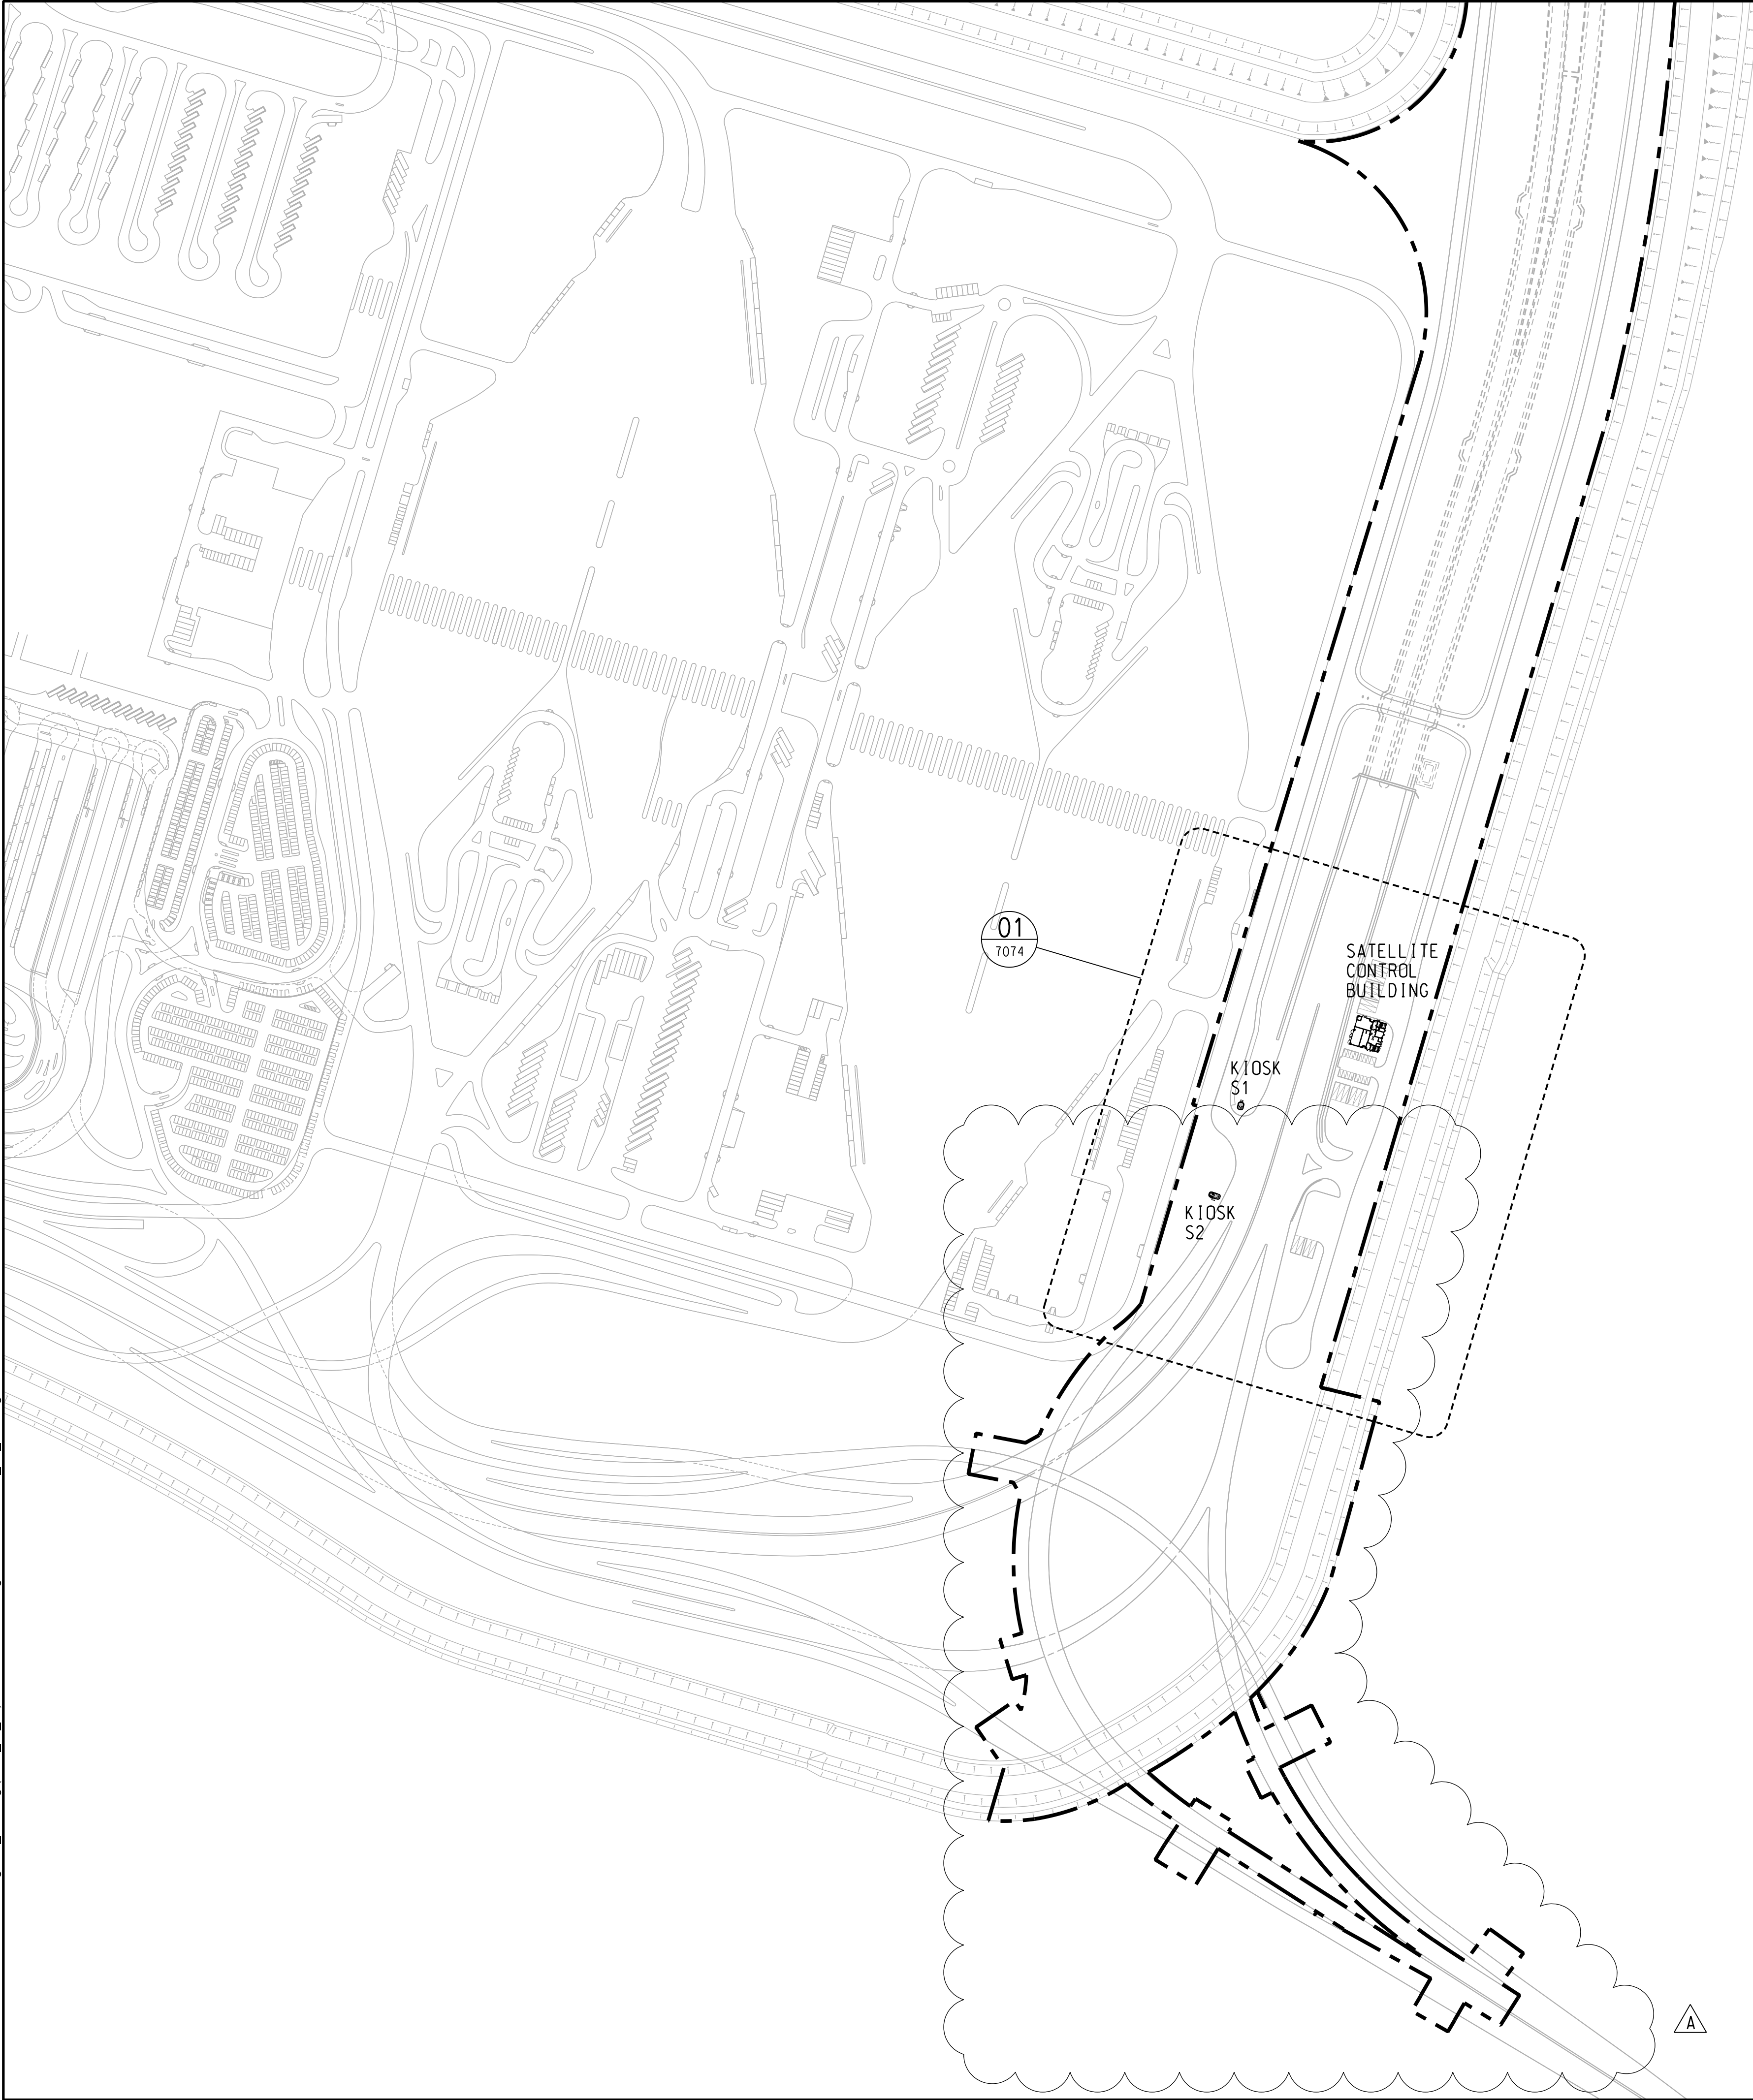 01
7074
SATELLITE
CONTROL
BUILDING
KIOSK
S1
KIOSK
S2
A